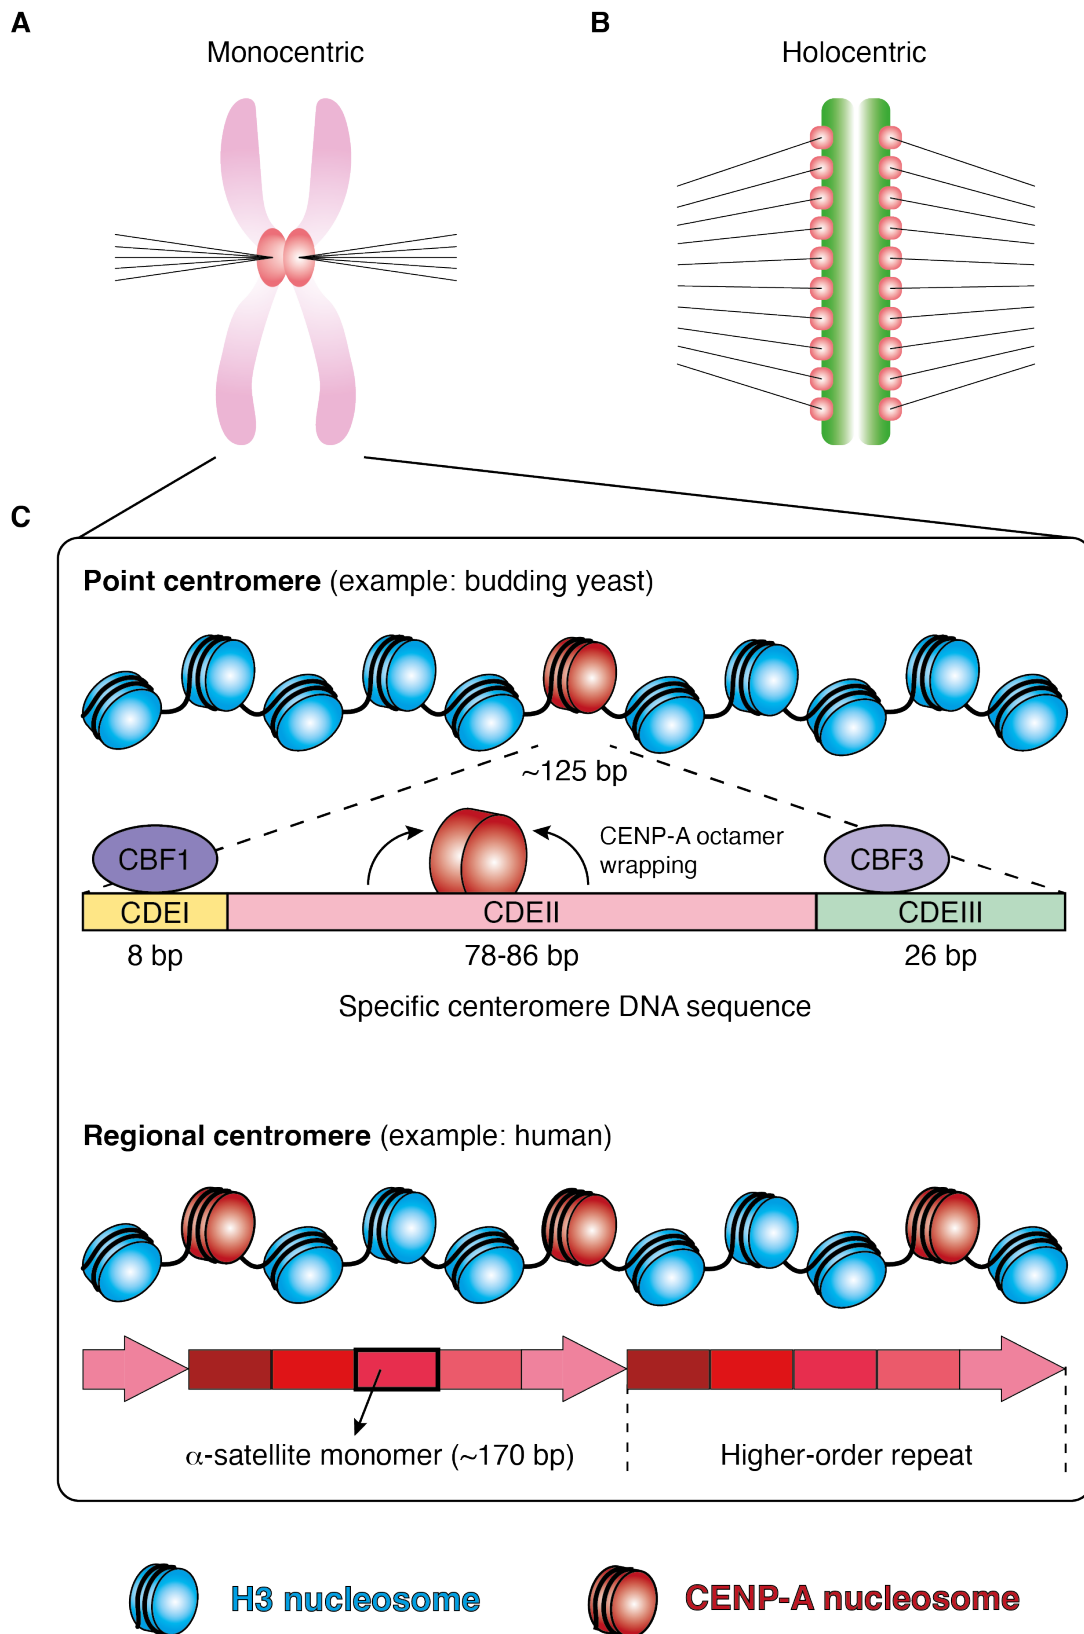 A
Monocentric
B
Holocentric
C
Point centromere (example: budding yeast)
~125 bp
CBF1
CENP-A octamer
wrapping
CBF3
CDEI
CDEII
CDEIII
8 bp
78-86 bp
26 bp
Specific centeromere DNA sequence
Regional centromere (example: human)
α-satellite monomer (~170 bp)
Higher-order repeat
H3 nucleosome
CENP-A nucleosome